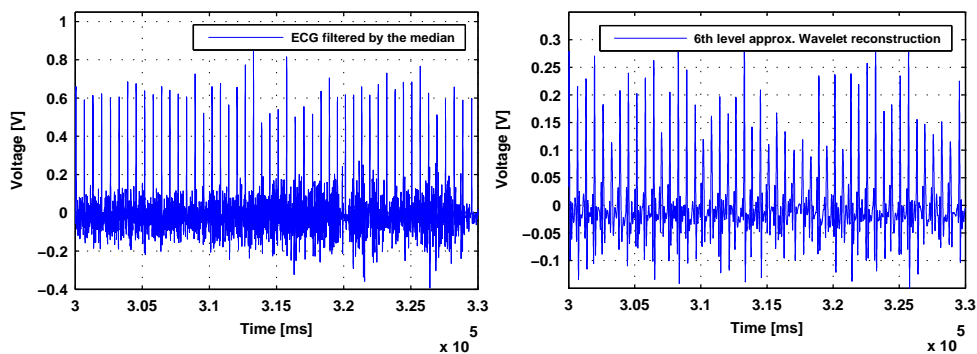 ECG filtered by the median
1
0.8
0.6
0.4
0.2
0
−0.2
−0.4
Voltage [V]
3 3.05 3.1 3.15 3.2 3.25 3.3
Time [ms]
x 10 5
6th level approx. Wavelet reconstruction
0.3
0.25
0.2
0.15
0.1
0.05
0
−0.05
−0.1
Voltage [V]
3 3.05 3.1 3.15 3.2 3.25 3.3
Time [ms]
x 10 5